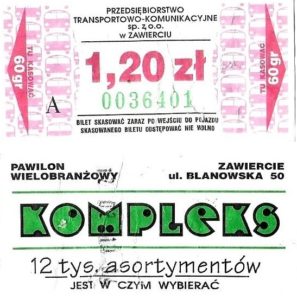 PRZEDSIĘBIORSTWO
TRANSPORTOWO-KOMUNIKACYJNE
sp. z o.o.
w ZAWIERCIU
TU KASOWAĆ
60 gr
1,20 zł
TU KASOWAĆ
60 gr
A
0036401
BILET SKASOWAĆ ZARAZ PO WEJŚCIU DO POJAZDU
SKASOWANEGO BILETU ODSTĘPOWAĆ NIE WOLNO
PAWILON
WIELOBRANŻOWY
ZAWIERCIE
ul. BLANOWSKA 50
KOMPLEKS
12 tys. asortymentów
JEST W CZYM WYBIERAĆ